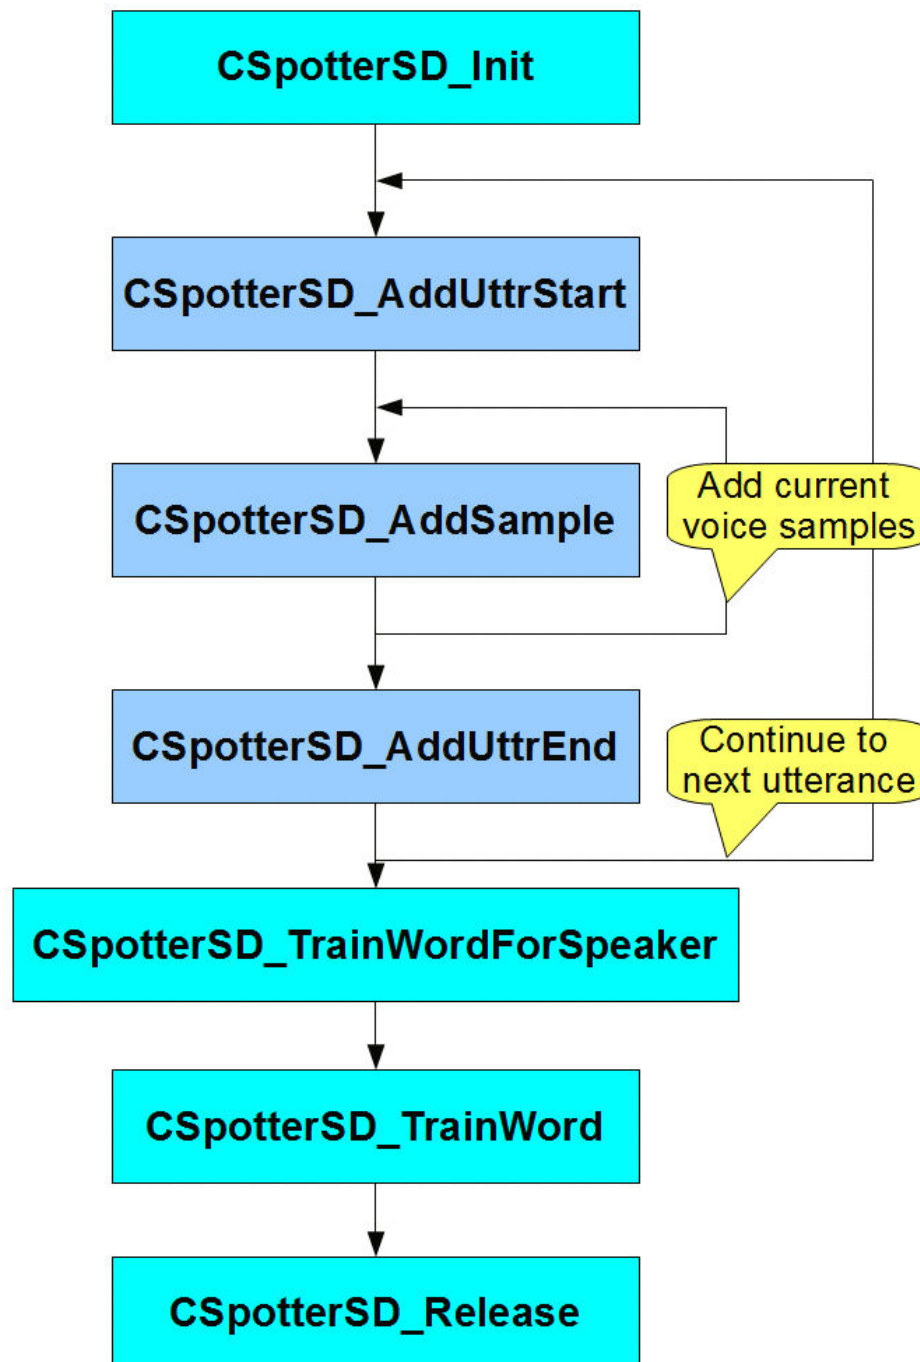 CSpotterSD_Init
CSpotterSD_AddUttrStart
CSpotterSD_AddSample
Add current
voice samples
CSpotterSD_AddUttrEnd
Continue to
next utterance
CSpotterSD_TrainWordForSpeaker
CSpotterSD_TrainWord
CSpotterSD_Release